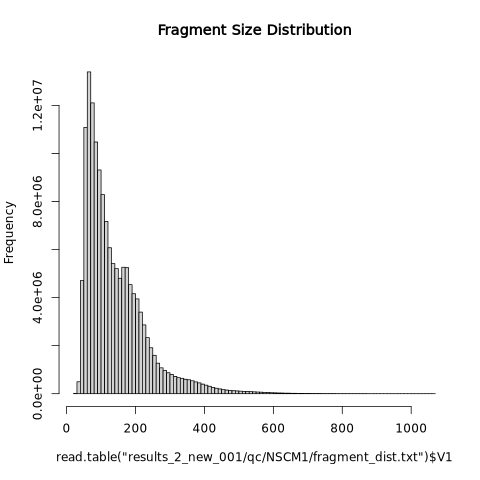 Fragment Size Distribution
Frequency
1.2e+07
8.0e+06
4.0e+06
0.0e+00
0 200 400 600 800 1000
read.table("results_2_new_001/qc/NSCM1/fragment_dist.txt")$V1